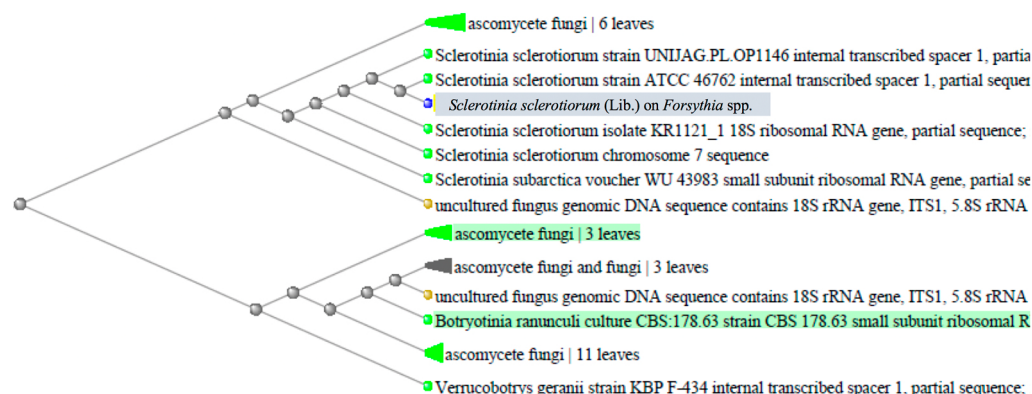 ascomycete fungi | 6 leaves
Sclerotinia sclerotiorum strain UNIJAG.PL.OP1146 internal transcribed spacer 1, partia
Sclerotinia sclerotiorum strain ATCC 46762 internal transcribed spacer 1, partial sequer
Sclerotinia sclerotiorum (Lib.) on Forsythia spp.
Sclerotinia sclerotiorum isolate KR1121_1 18S ribosomal RNA gene, partial sequence;
Sclerotinia sclerotiorum chromosome 7 sequence
Sclerotinia subarctica voucher WU 43983 small subunit ribosomal RNA gene, partial se
uncultured fungus genomic DNA sequence contains 18S rRNA gene, ITS1, 5.8S rRNA
ascomycete fungi | 3 leaves
ascomycete fungi and fungi | 3 leaves
uncultured fungus genomic DNA sequence contains 18S rRNA gene, ITS1, 5.8S rRNA
Botryotinia ranunculi culture CBS:178.63 strain CBS 178.63 small subunit ribosomal R
ascomycete fungi | 11 leaves
Verrucobotrys geranii strain KBP F-434 internal transcribed spacer 1, partial sequence;